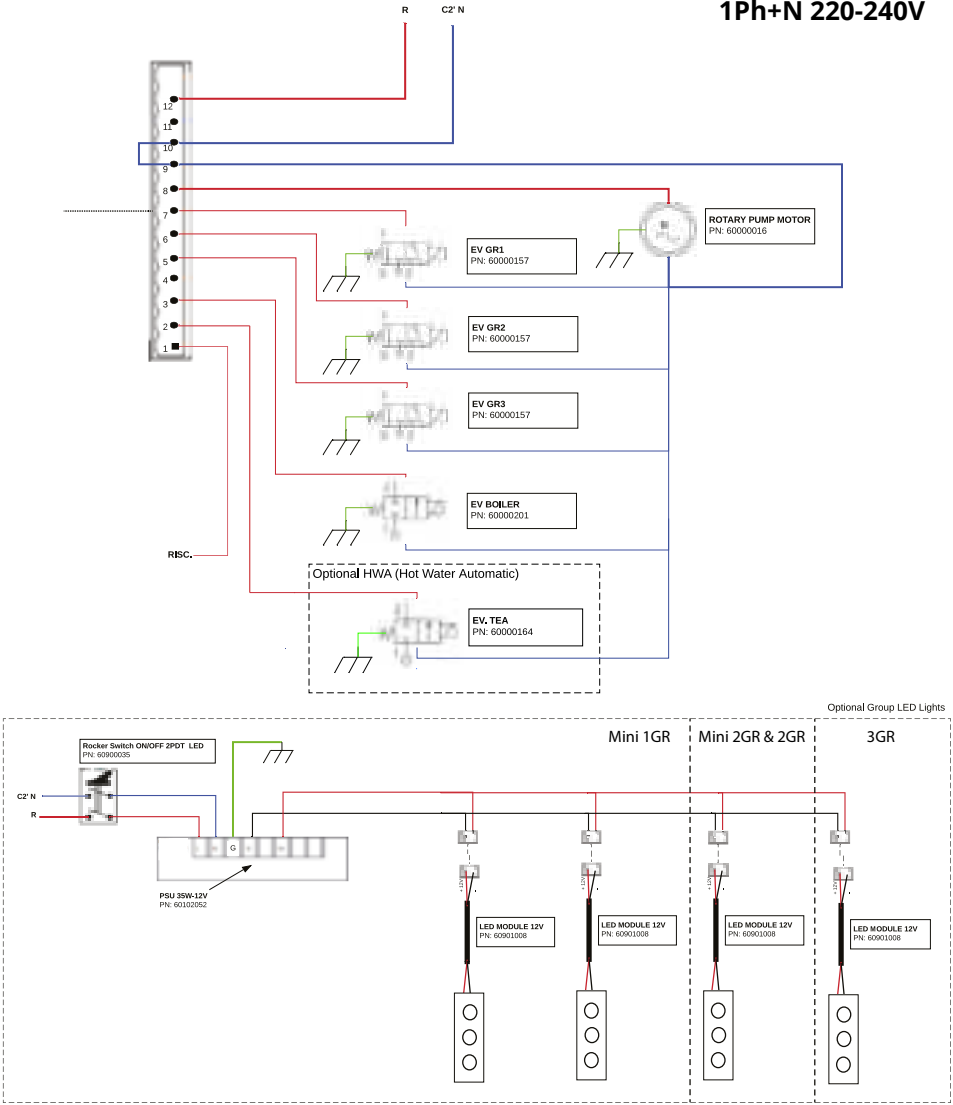 1Ph+N 220-240V
R
C2' N
12
11
10
9
8
7
6
5
4
3
2
1
ROTARY PUMP MOTOR
PN: 60000016
EV GR1
PN: 60000157
EV GR2
PN: 60000157
EV GR3
PN: 60000157
EV BOILER
PN: 60000201
RISC.
Optional HWA (Hot Water Automatic)
EV. TEA
PN: 60000164
Optional Group LED Lights
Mini 1GR
Mini 2GR & 2GR
3GR
Rocker Switch ON/OFF 2PDT LED
PN: 60900035
C2' N
R
G
PSU 35W-12V
PN: 60102052
+ 12V
+ 12V
+ 12V
+ 12V
LED MODULE 12V
PN: 60901008
LED MODULE 12V
PN: 60901008
LED MODULE 12V
PN: 60901008
LED MODULE 12V
PN: 60901008